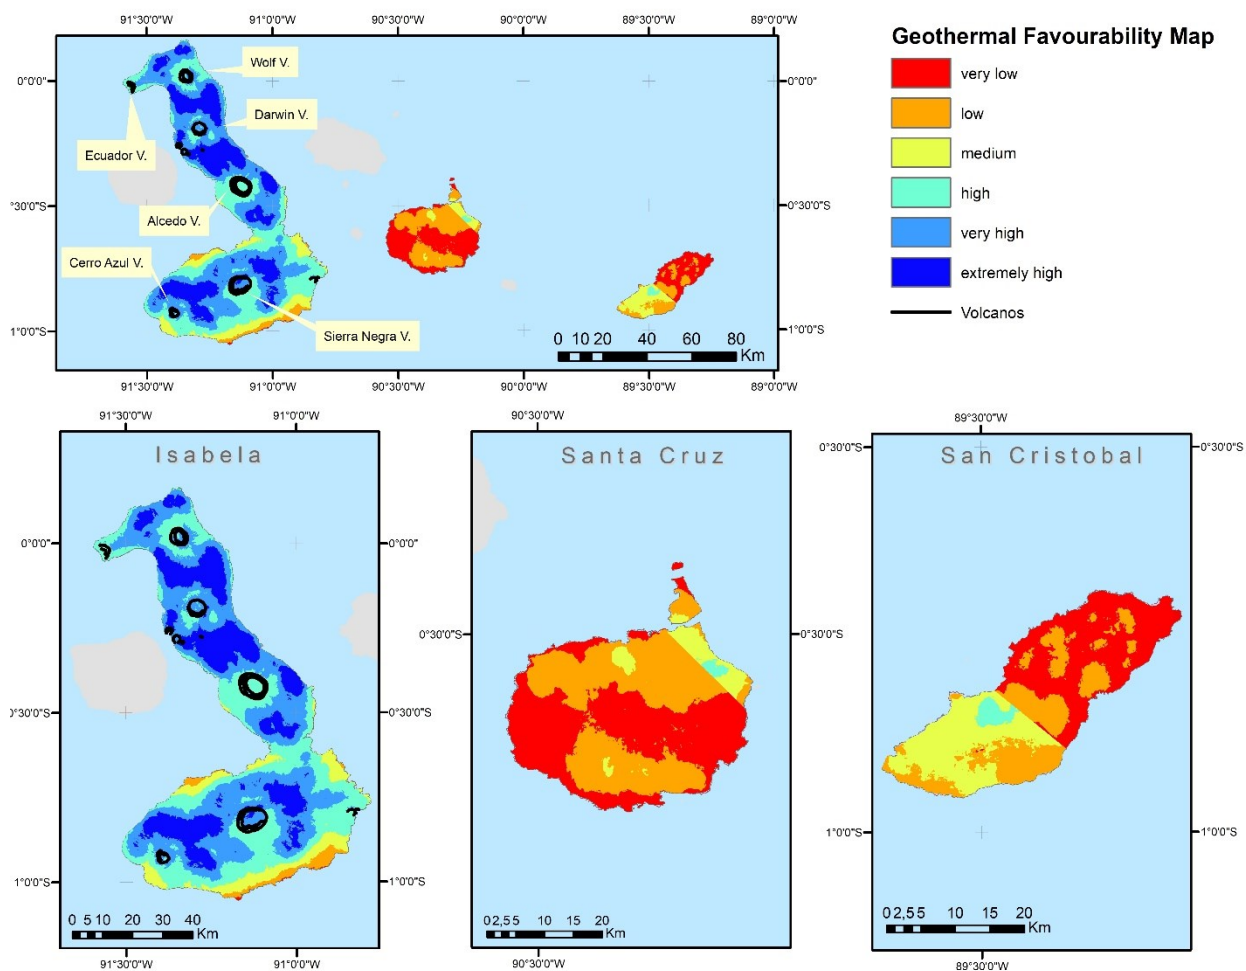 91°30'0"W 91°0'0"W 90°30'0"W 90°0'0"W 89°30'0"W 89°0'0"W
Geothermal Favourability Map
very low
low
medium
high
very high
extremely high
Volcanos
0°0'0"S
0°0'0"
Wolf V.
Darwin V.
Ecuador V.
Alcedo V.
Cerro Azul V.
Sierra Negra V.
0°30'0"S
0°30'0"S
1°0'0"S
1°0'0"S
0 10 20 40 60 80
Km
91°30'0"W 91°0'0"W 90°30'0"W 90°0'0"W 89°30'0"W 89°0'0"W
91°30'0"W 91°0'0"W
Isabela
0°0'0"
0°0'0"S
0°30'0"S
0°30'0"S
1°0'0"S
1°0'0"S
0 5 10 20 30 40
Km
91°30'0"W 91°0'0"W
90°30'0"W
Santa Cruz
0°30'0"S
0°30'0"S
0 2,5 5 10 15 20
Km
90°30'0"W
89°30'0"W
San Cristobal
0°30'0"S
0°30'0"S
1°0'0"S
1°0'0"S
0 2,5 5 10 15 20
Km
89°30'0"W